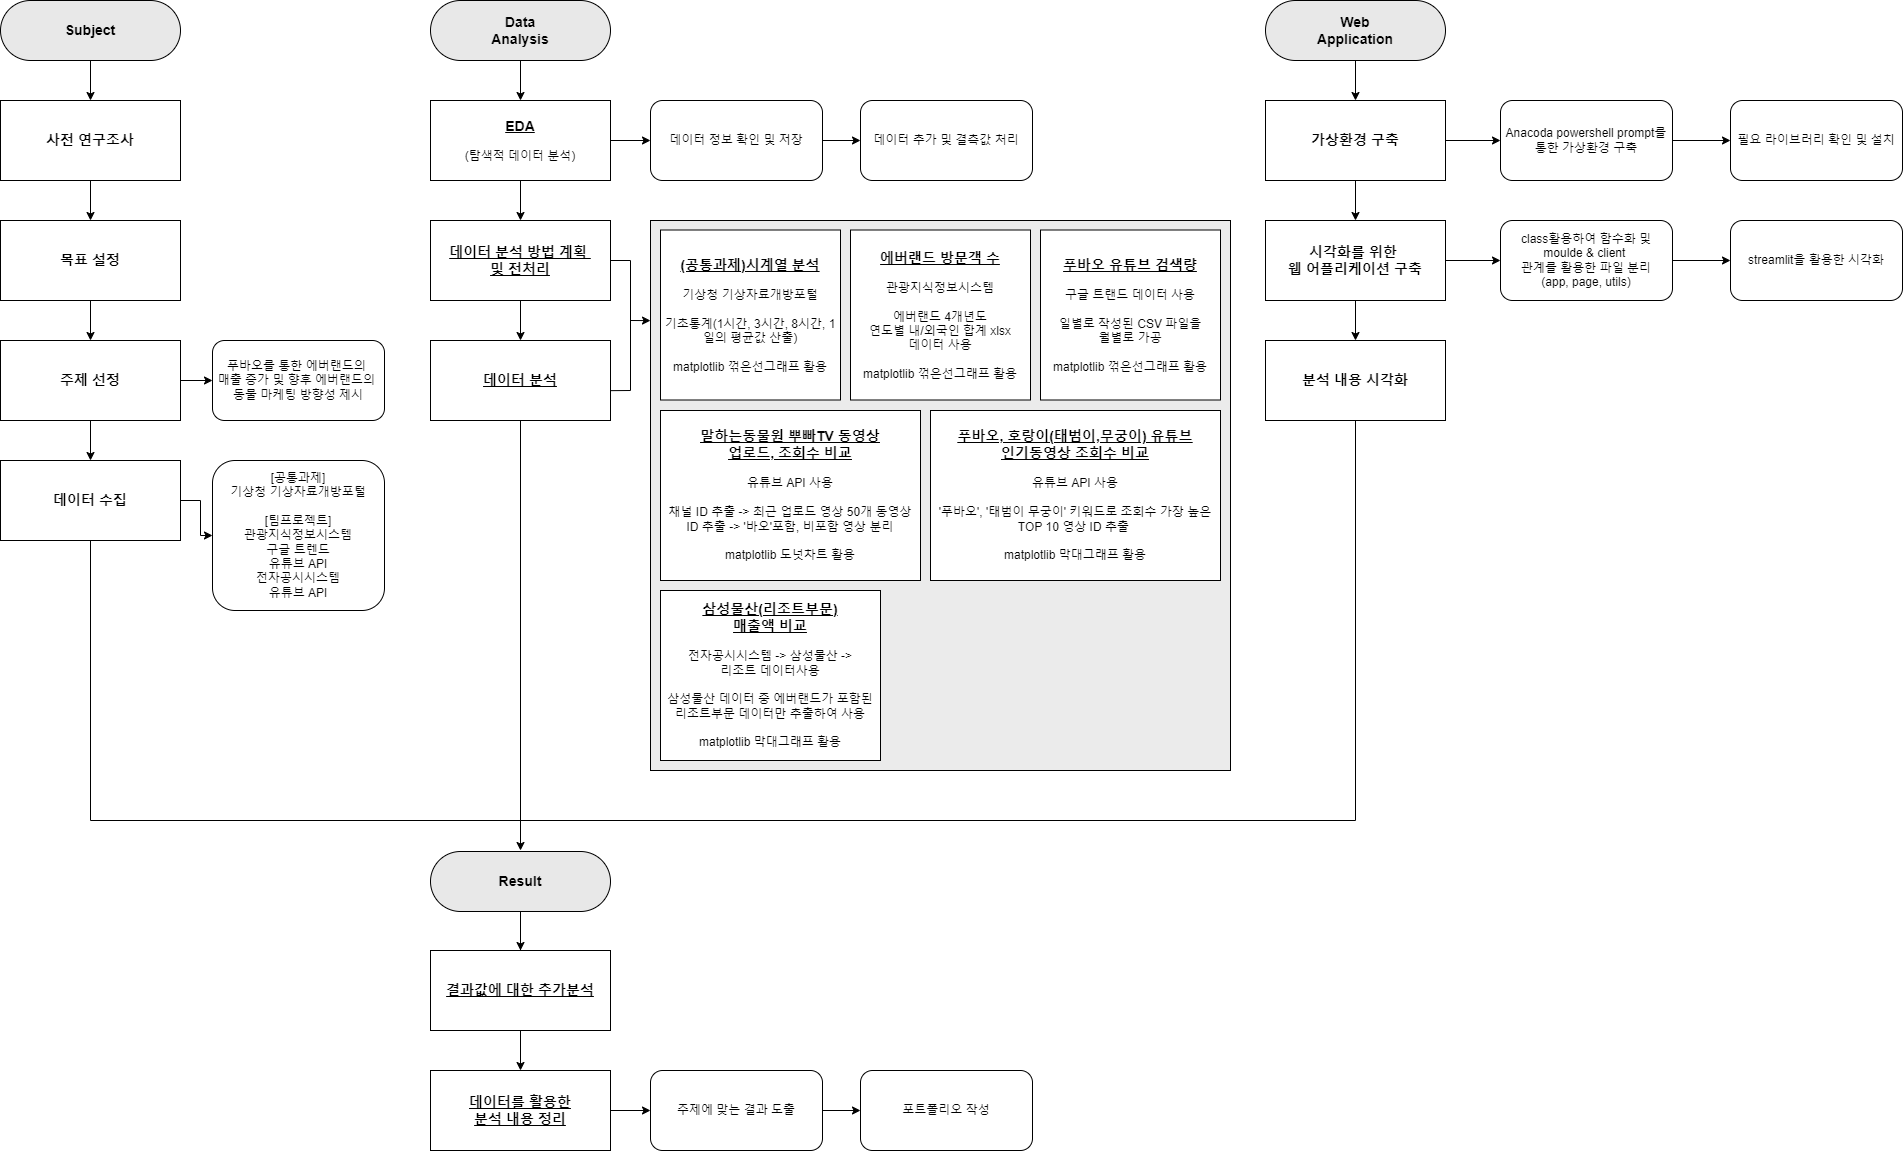 Subject
사전 연구조사
목표 설정
주제 선정
푸바오를 통한 에버랜드의
매출 증가 및 향후 에버랜드의
동물 마케팅 방향성 제시
데이터 수집
[공통과제]
기상청 기상자료개방포털
[팀프로젝트]
관광지식정보시스템
구글 트렌드
유튜브 API
전자공시시스템
유튜브 API
Data
Analysis
EDA
(탐색적 데이터 분석)
데이터 정보 확인 및 저장
데이터 추가 및 결측값 처리
데이터 분석 방법 계획
및 전처리
데이터 분석
(공통과제)시계열 분석
기상청 기상자료개방포털
기초통계(1시간, 3시간, 8시간, 1
일의 평균값 산출)
matplotlib 꺾은선그래프 활용
에버랜드 방문객 수
관광지식정보시스템
에버랜드 4개년도
연도별 내/외국인 합계 xlsx
데이터 사용
matplotlib 꺾은선그래프 활용
푸바오 유튜브 검색량
구글 트랜드 데이터 사용
일별로 작성된 CSV 파일을
월별로 가공
matplotlib 꺾은선그래프 활용
말하는동물원 뿌빠TV 동영상
업로드, 조회수 비교
유튜브 API 사용
채널 ID 추출 -> 최근 업로드 영상 50개 동영상
ID 추출 -> '바오'포함, 비포함 영상 분리
matplotlib 도넛차트 활용
푸바오, 호랑이(태범이,무궁이) 유튜브
인기동영상 조회수 비교
유튜브 API 사용
'푸바오', '태범이 무궁이' 키워드로 조회수 가장 높은
TOP 10 영상 ID 추출
matplotlib 막대그래프 활용
삼성물산(리조트부문)
매출액 비교
전자공시시스템 -> 삼성물산 ->
리조트 데이터사용
삼성물산 데이터 중 에버랜드가 포함된
리조트부문 데이터만 추출하여 사용
matplotlib 막대그래프 활용
Web
Application
가상환경 구축
Anacoda powershell prompt를
통한 가상환경 구축
필요 라이브러리 확인 및 설치
시각화를 위한
웹 어플리케이션 구축
class활용하여 함수화 및
moulde & client
관계를 활용한 파일 분리
(app, page, utils)
streamlit을 활용한 시각화
분석 내용 시각화
Result
결과값에 대한 추가분석
데이터를 활용한
분석 내용 정리
주제에 맞는 결과 도출
포트폴리오 작성